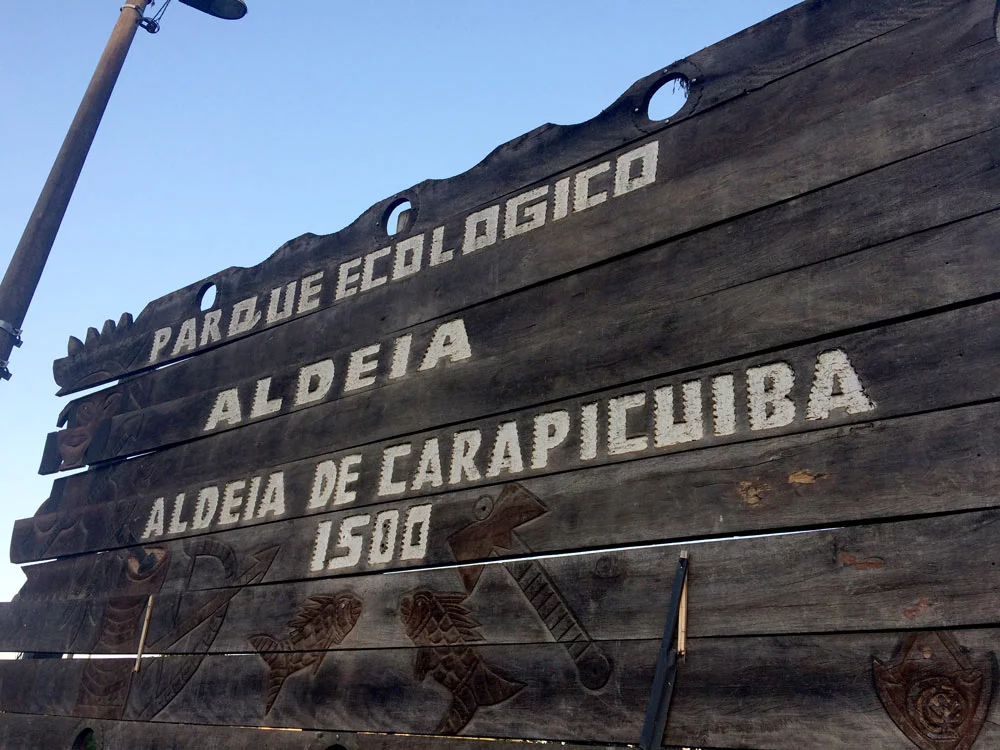 PARQUE ECOLOGICO
ALDEIA
ALDEIA DE CARAPICUIBA
1500